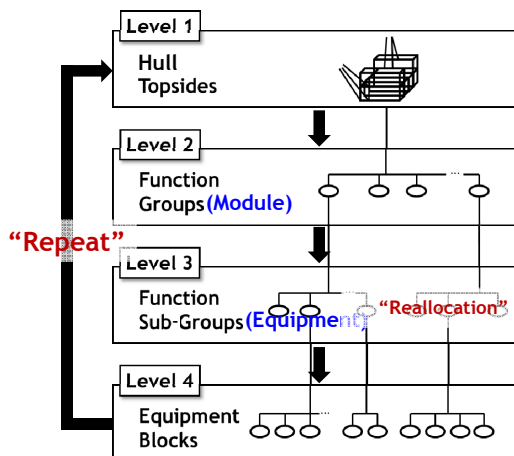 Level 1
Hull
Topsides
Level 2
Function
Groups(Module)
...
"Repeat"
Level 3
Function
Sub-Groups(Equipment)
"Reallocation"
...
Level 4
Equipment
Blocks
...